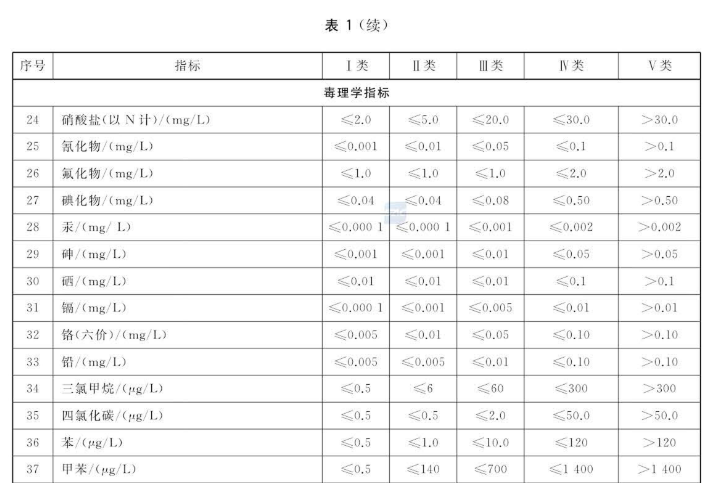 表 1(续)
序号 指标 Ⅰ类 Ⅱ类 Ⅲ类 Ⅳ类 Ⅴ类
毒理学指标
24 硝酸盐(以 N 计)/(mg/L) ≤2.0 ≤5.0 ≤20.0 ≤30.0 >30.0
25 氰化物/(mg/L) ≤0.001 ≤0.01 ≤0.05 ≤0.1 >0.1
26 氟化物/(mg/L) ≤1.0 ≤1.0 ≤1.0 ≤2.0 >2.0
27 碘化物/(mg/L) ≤0.04 ≤0.04 ≤0.08 ≤0.50 >0.50
28 汞/(mg/ L) ≤0.000 1 ≤0.000 1 ≤0.001 ≤0.002 >0.002
29 砷/(mg/L) ≤0.001 ≤0.001 ≤0.01 ≤0.05 >0.05
30 硒/(mg/L) ≤0.01 ≤0.01 ≤0.01 ≤0.1 >0.1
31 镉/(mg/L) ≤0.000 1 ≤0.001 ≤0.005 ≤0.01 >0.01
32 铬(六价)/(mg/L) ≤0.005 ≤0.01 ≤0.05 ≤0.10 >0.10
33 铅/(mg/L) ≤0.005 ≤0.005 ≤0.01 ≤0.10 >0.10
34 三氯甲烷/(μg/L) ≤0.5 ≤6 ≤60 ≤300 >300
35 四氯化碳/(μg/L) ≤0.5 ≤0.5 ≤2.0 ≤50.0 >50.0
36 苯/(μg/L) ≤0.5 ≤1.0 ≤10.0 ≤120 >120
37 甲苯/(μg/L) ≤0.5 ≤140 ≤700 ≤1 400 >1 400